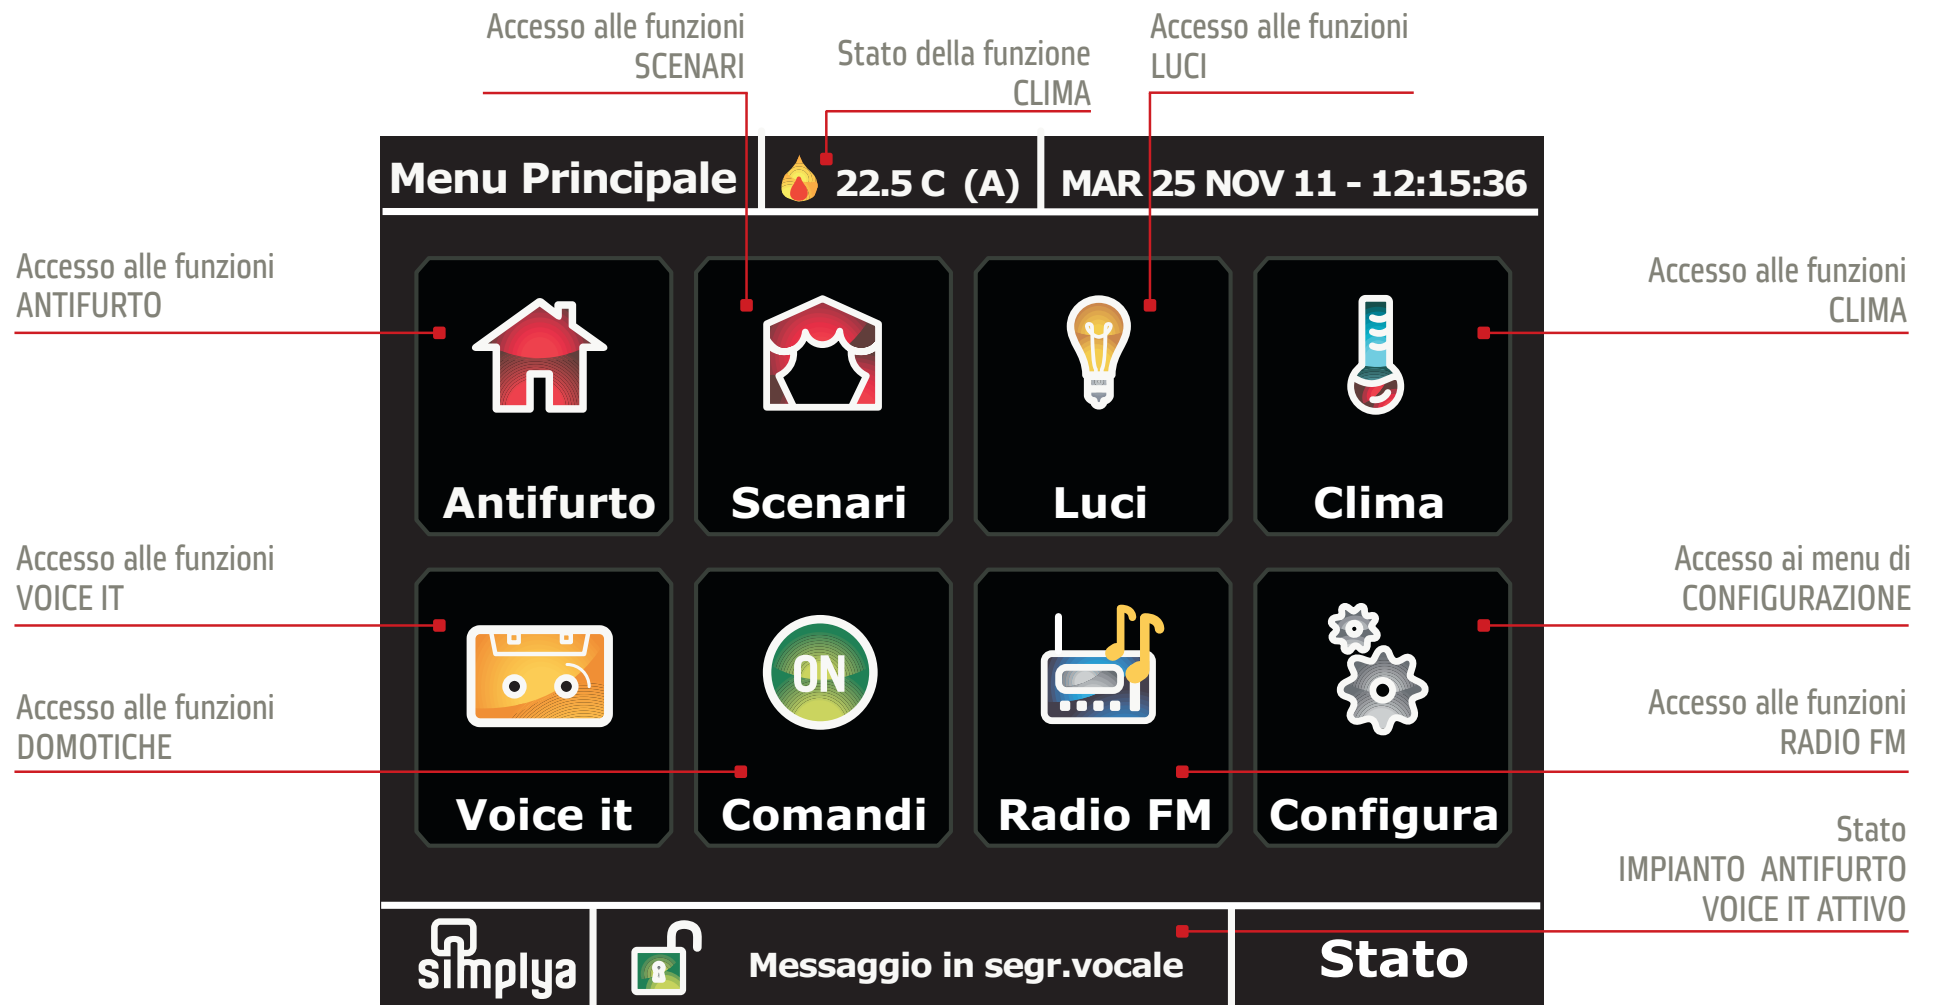 Accesso alle funzioni
SCENARI
Stato della funzione
CLIMA
Accesso alle funzioni
LUCI
Menu Principale
22.5 C (A)
MAR 25 NOV 11 - 12:15:36
Accesso alle funzioni
ANTIFURTO
Accesso alle funzioni
CLIMA
Antifurto
Scenari
Luci
Clima
Accesso alle funzioni
VOICE IT
Accesso ai menu di
CONFIGURAZIONE
ON
Accesso alle funzioni
DOMOTICHE
Accesso alle funzioni
RADIO FM
Voice it
Comandi
Radio FM
Configura
Stato
IMPIANTO ANTIFURTO
VOICE IT ATTIVO
simplya
Messaggio in segr.vocale
Stato